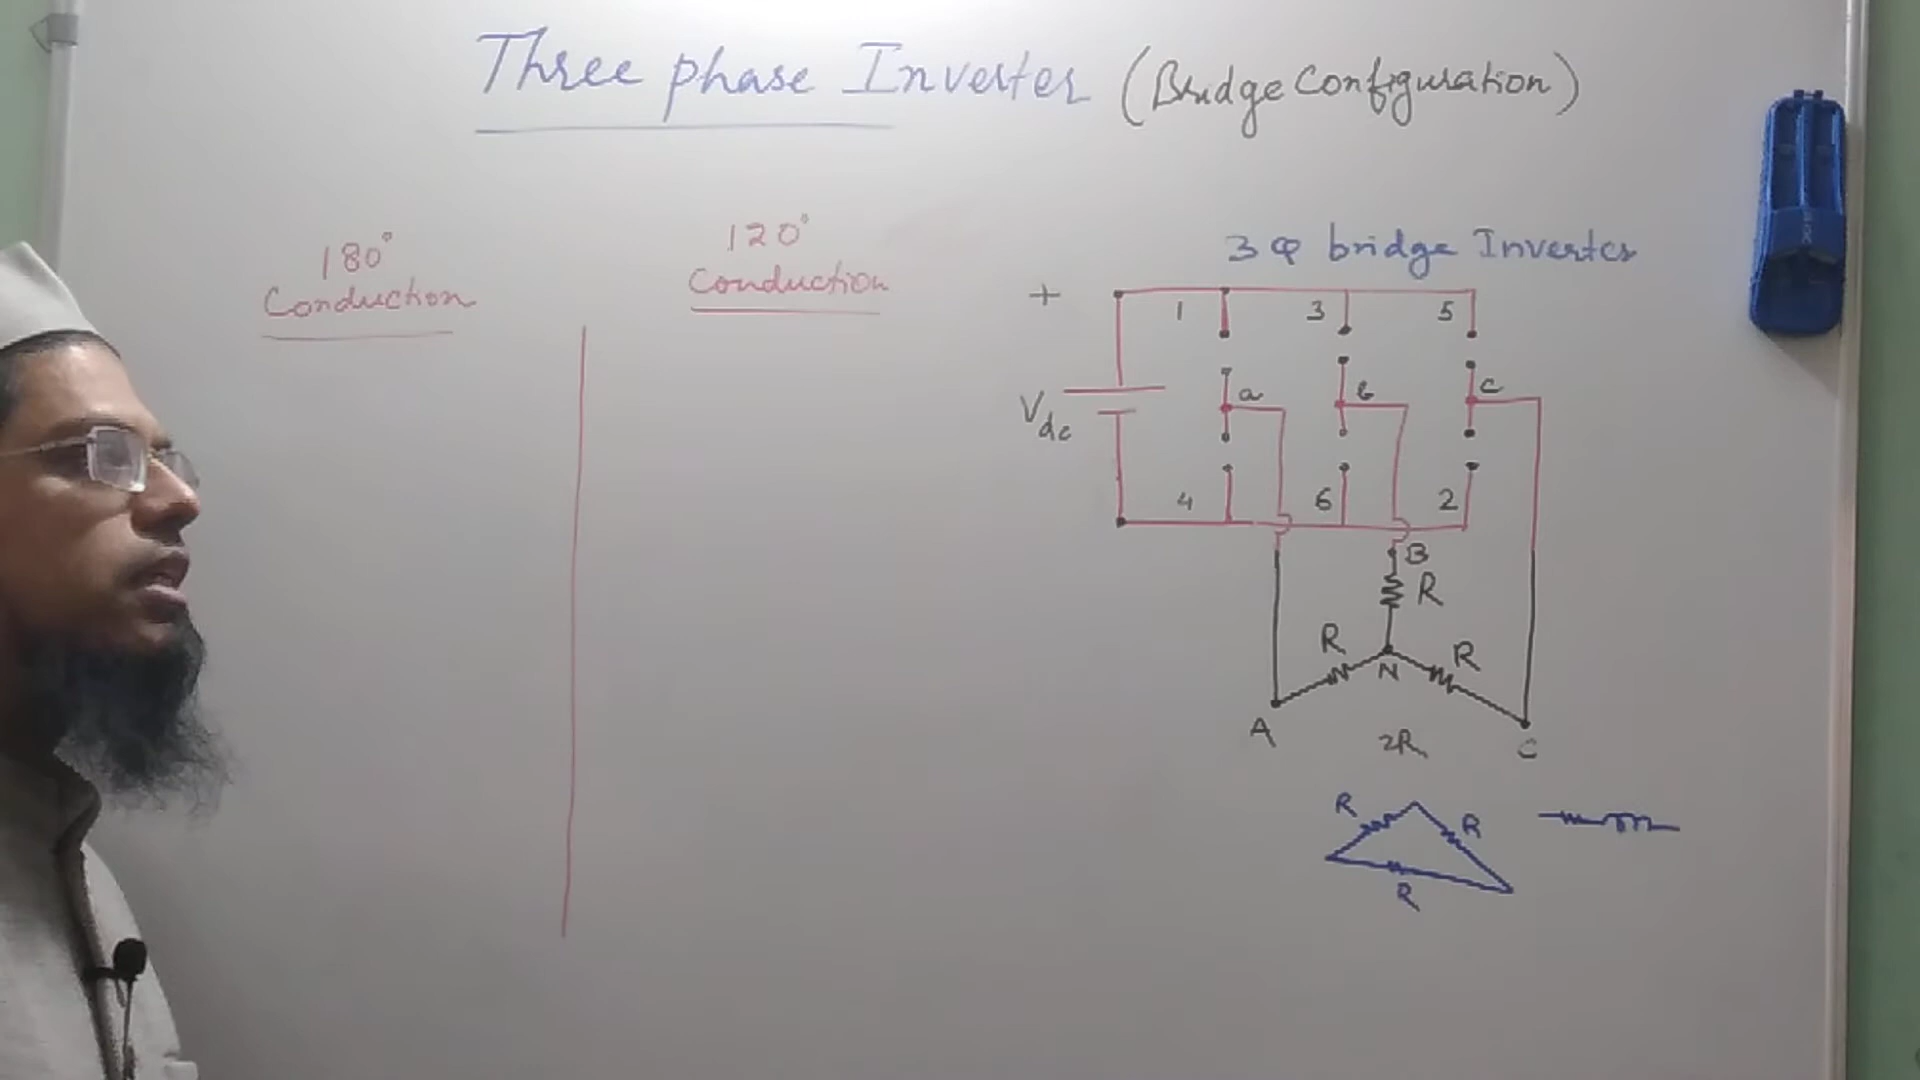 Three phase Inverter (Bridge Configuration)
180°
Conduction
120°
Conduction
3 φ bridge Inverter
+
1
3
5
a
b
c
Vdc
4
6
2
B
R
R
R
N
A
2R
C
R
R
R